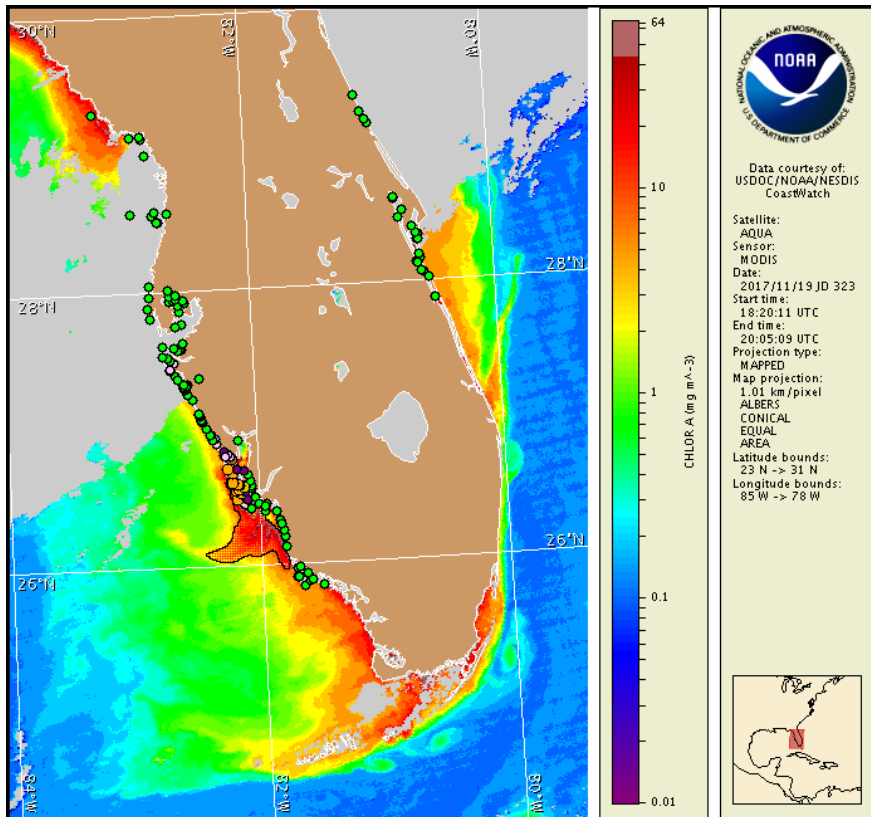 30°N
82°W
80°W
28°N
28°N
26°N
26°N
84°W
82°W
80°W
64
10
1
0.1
0.01
CHLOR A (mg m^-3)
NATIONAL OCEANIC AND ATMOSPHERIC ADMINISTRATION
NOAA
U.S. DEPARTMENT OF COMMERCE
Data courtesy of:
USDOC/NOAA/NESDIS
CoastWatch
Satellite:
AQUA
Sensor:
MODIS
Date:
2017/11/19 JD 323
Start time:
18:20:11 UTC
End time:
20:05:09 UTC
Projection type:
MAPPED
Map projection:
1.01 km/pixel
ALBERS
CONICAL
EQUAL
AREA
Latitude bounds:
23 N -> 31 N
Longitude bounds:
85 W -> 78 W